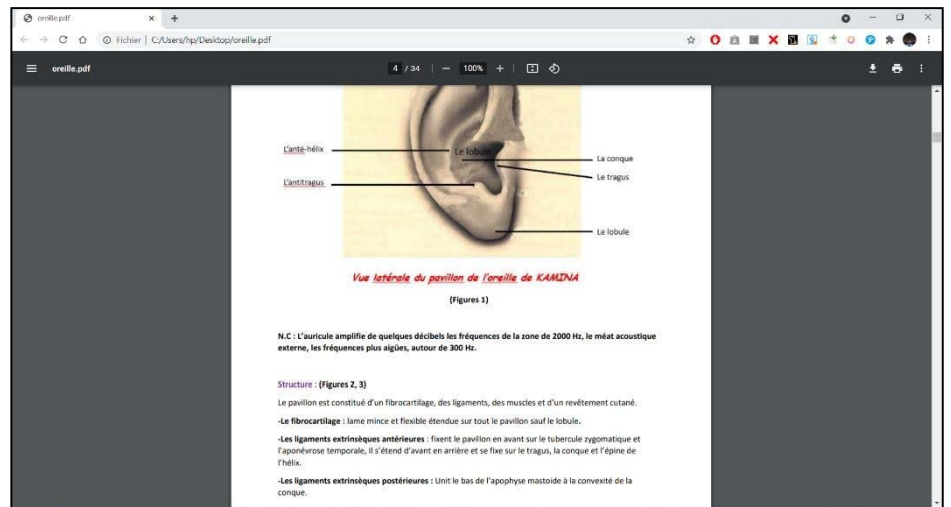 oreille.pdf
Fichier | C:/Users/hp/Desktop/oreille.pdf
oreille.pdf
4 / 34
100%
L'anté-hélix
Le lobule
La conque
L'antitragus
Le tragus
Le lobule
Vue latérale du pavillon de l'oreille de KAMINA
(Figures 1)
N.C : L'auricule amplifie de quelques décibels les fréquences de la zone de 2000 Hz, le méat acoustique
externe, les fréquences plus aigües, autour de 300 Hz.
Structure : (Figures 2, 3)
Le pavillon est constitué d'un fibrocartilage, des ligaments, des muscles et d'un revêtement cutané.
-Le fibrocartilage : lame mince et flexible étendue sur tout le pavillon sauf le lobule.
-Les ligaments extrinsèques antérieures : fixent le pavillon en avant sur le tubercule zygomatique et
l'aponévrose temporale, Il s'étend d'avant en arrière et se fixe sur le tragus, la conque et l'épine de
l'hélix.
-Les ligaments extrinsèques postérieures : Unit le bas de l'apophyse mastoide à la convexité de la
conque.